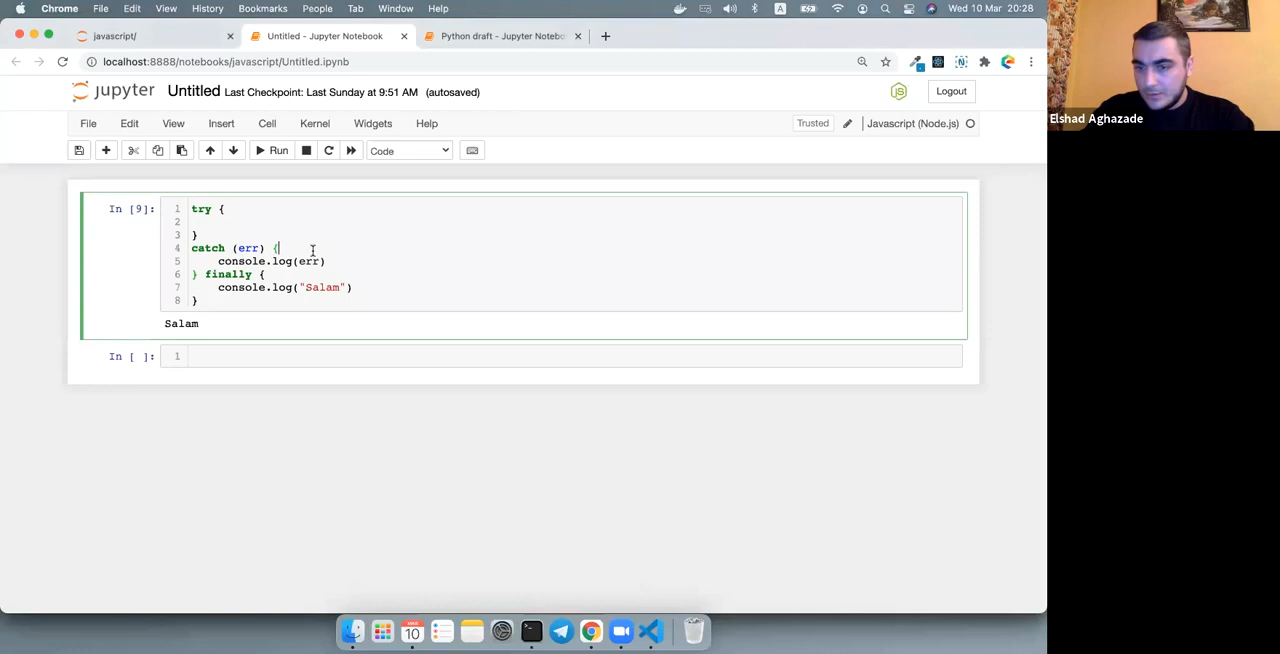 Chrome File Edit View History Bookmarks People Tab Window Help A Wed 10 Mar 20:28
javascript/ Untitled - Jupyter Notebook Python draft - Jupyter Notebo
localhost:8888/notebooks/javascript/Untitled.ipynb
jupyter Untitled Last Checkpoint: Last Sunday at 9:51 AM (autosaved) JS Logout
Elshad Aghazade
File Edit View Insert Cell Kernel Widgets Help Trusted Javascript (Node.js)
Run Code
In [9]: 1 try {
2
3 }
4 catch (err) {
5 console.log(err)
6 } finally {
7 console.log("Salam")
8 }
Salam
In [ ]: 1
10